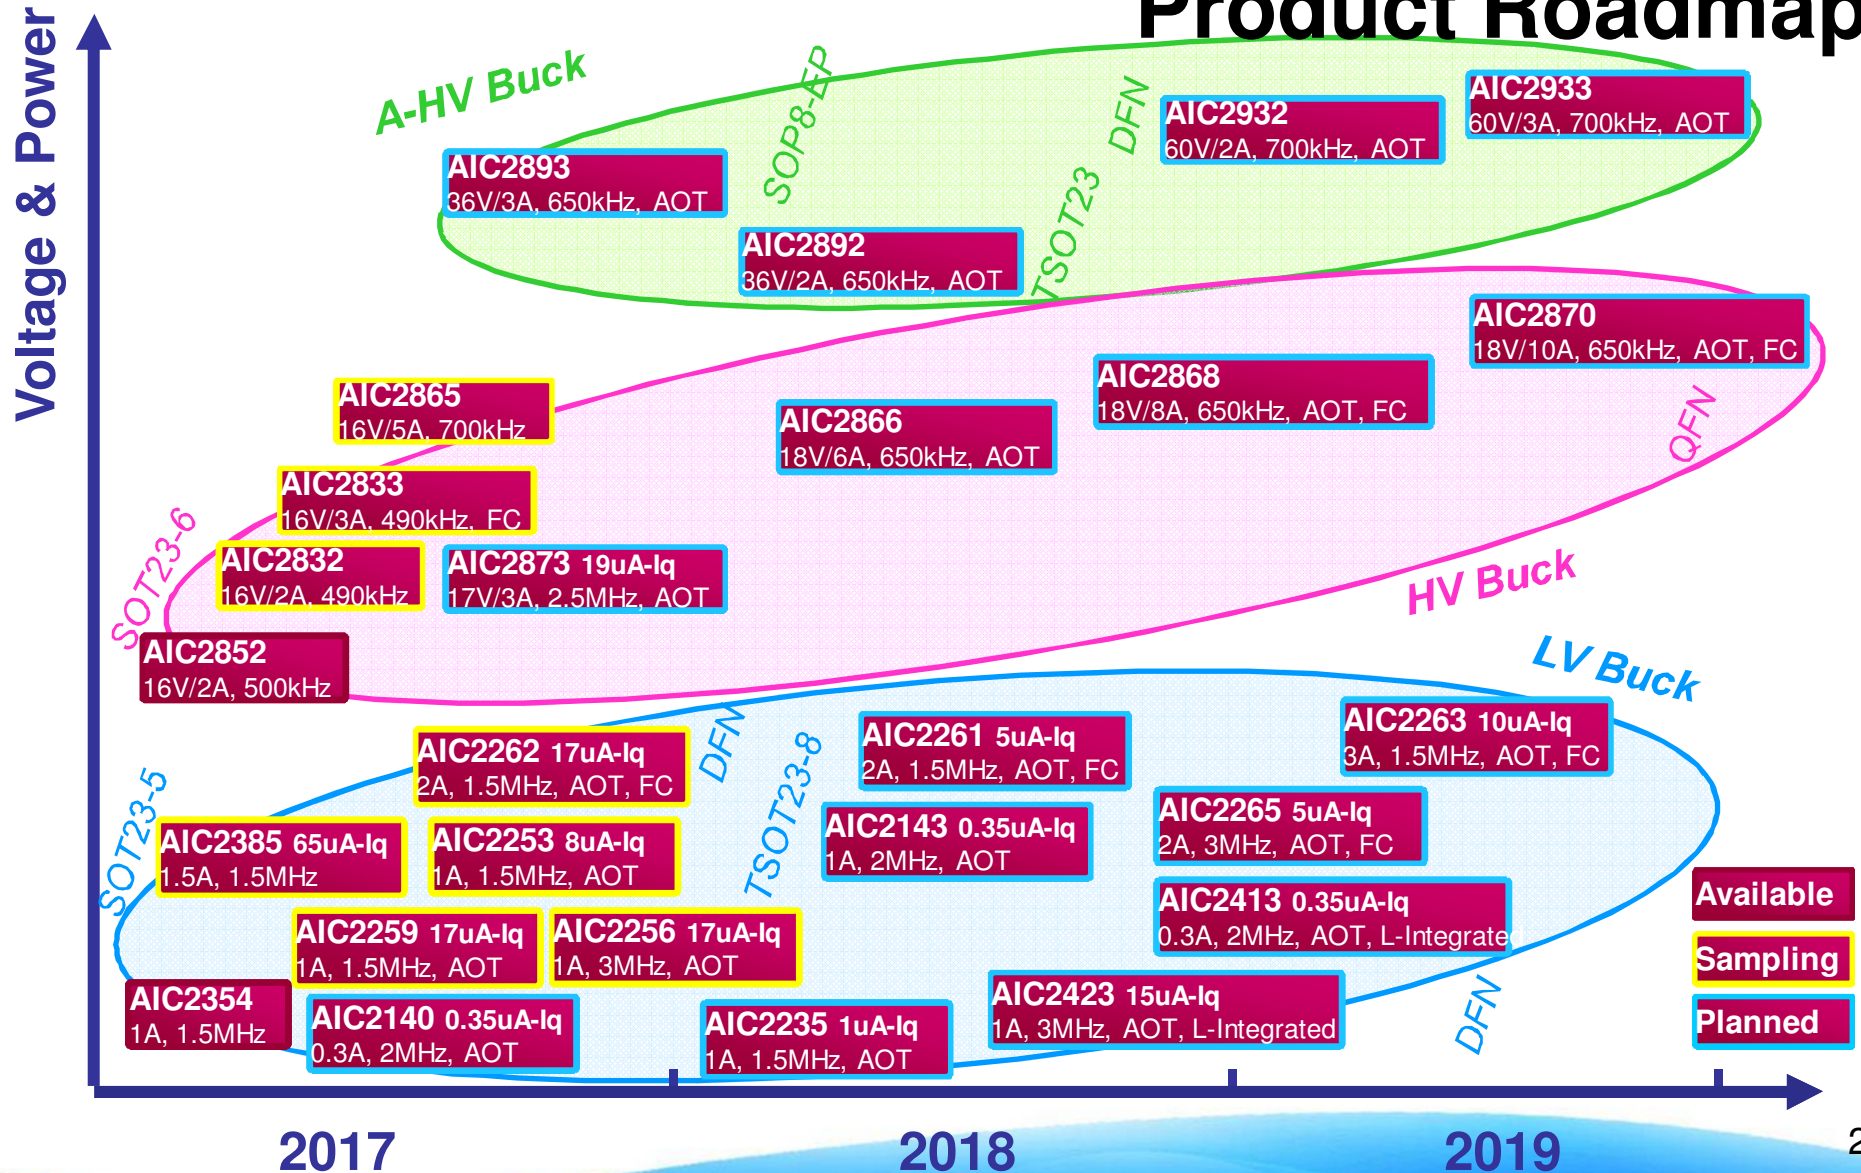 Product Roadmap
Voltage & Power
A-HV Buck
SOP8-EP
DFN
TSOT23
AIC2933
60V/3A, 700kHz, AOT
AIC2932
60V/2A, 700kHz, AOT
AIC2893
36V/3A, 650kHz, AOT
AIC2892
36V/2A, 650kHz, AOT
AIC2870
18V/10A, 650kHz, AOT, FC
AIC2868
18V/8A, 650kHz, AOT, FC
AIC2865
16V/5A, 700kHz
AIC2866
18V/6A, 650kHz, AOT
QFN
AIC2833
16V/3A, 490kHz, FC
SOT23-6
AIC2832
16V/2A, 490kHz
AIC2873 19uA-Iq
17V/3A, 2.5MHz, AOT
HV Buck
AIC2852
16V/2A, 500kHz
LV Buck
AIC2262 17uA-Iq
2A, 1.5MHz, AOT, FC
DFN
TSOT23-8
AIC2261 5uA-Iq
2A, 1.5MHz, AOT, FC
AIC2263 10uA-Iq
3A, 1.5MHz, AOT, FC
SOT23-5
AIC2385 65uA-Iq
1.5A, 1.5MHz
AIC2253 8uA-Iq
1A, 1.5MHz, AOT
AIC2143 0.35uA-Iq
1A, 2MHz, AOT
AIC2265 5uA-Iq
2A, 3MHz, AOT, FC
AIC2413 0.35uA-Iq
0.3A, 2MHz, AOT, L-Integrated
AIC2259 17uA-Iq
1A, 1.5MHz, AOT
AIC2256 17uA-Iq
1A, 3MHz, AOT
AIC2354
1A, 1.5MHz
AIC2140 0.35uA-Iq
0.3A, 2MHz, AOT
AIC2235 1uA-Iq
1A, 1.5MHz, AOT
AIC2423 15uA-Iq
1A, 3MHz, AOT, L-Integrated
DFN
Available
Sampling
Planned
2017
2018
2019
2